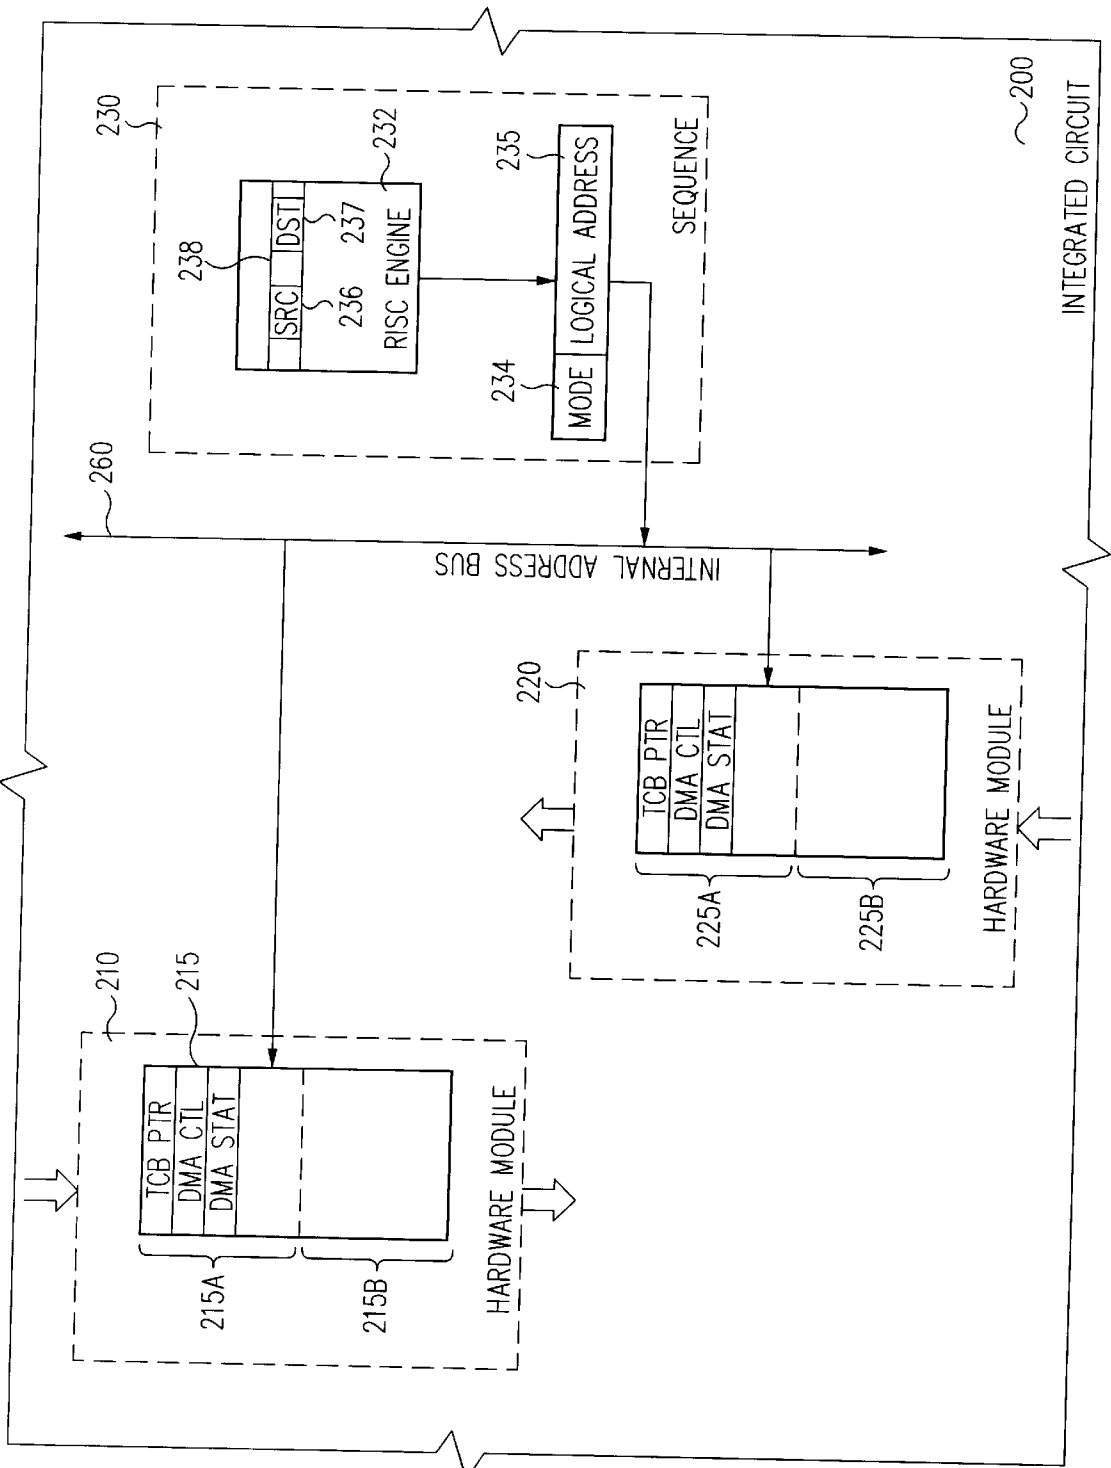 230
238
SRC
DST
236
237
RISC ENGINE
232
234
235
MODE
LOGICAL ADDRESS
SEQUENCE
260
INTERNAL ADDRESS BUS
210
215
TCB PTR
DMA CTL
DMA STAT
215A
215B
HARDWARE MODULE
220
TCB PTR
DMA CTL
DMA STAT
225A
225B
HARDWARE MODULE
200
INTEGRATED CIRCUIT